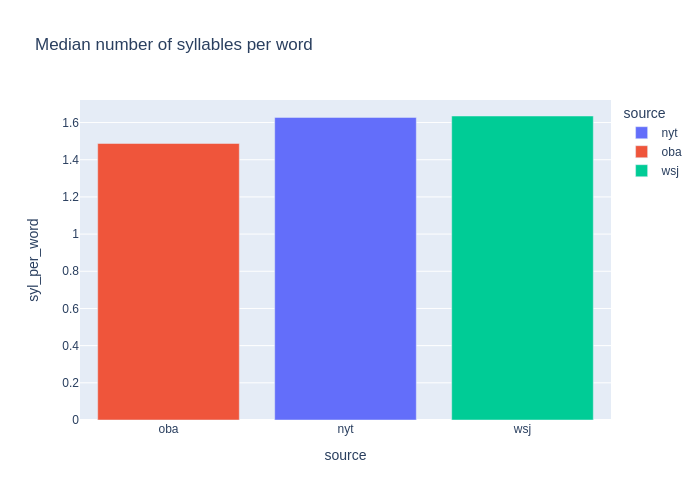 Median number of syllables per word
syl_per_word
1.6
1.4
1.2
1
0.8
0.6
0.4
0.2
0
oba
nyt
wsj
source
source
nyt
oba
wsj